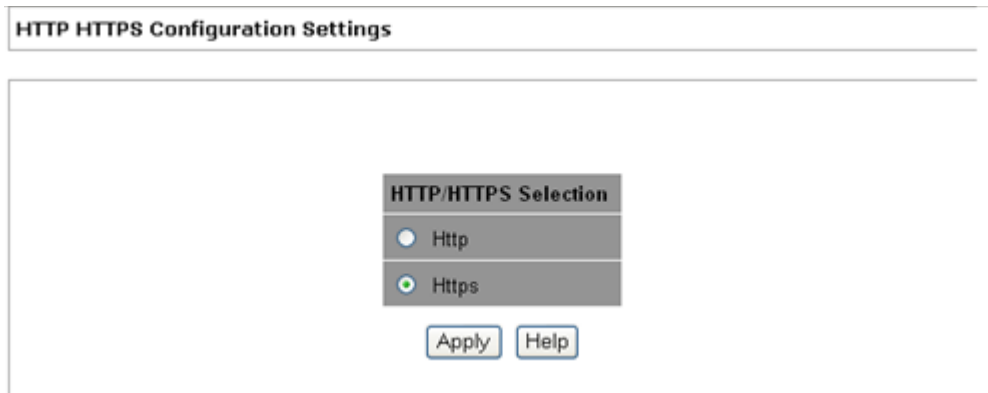 HTTP HTTPS Configuration Settings
HTTP/HTTPS Selection
Http
Https
Apply Help